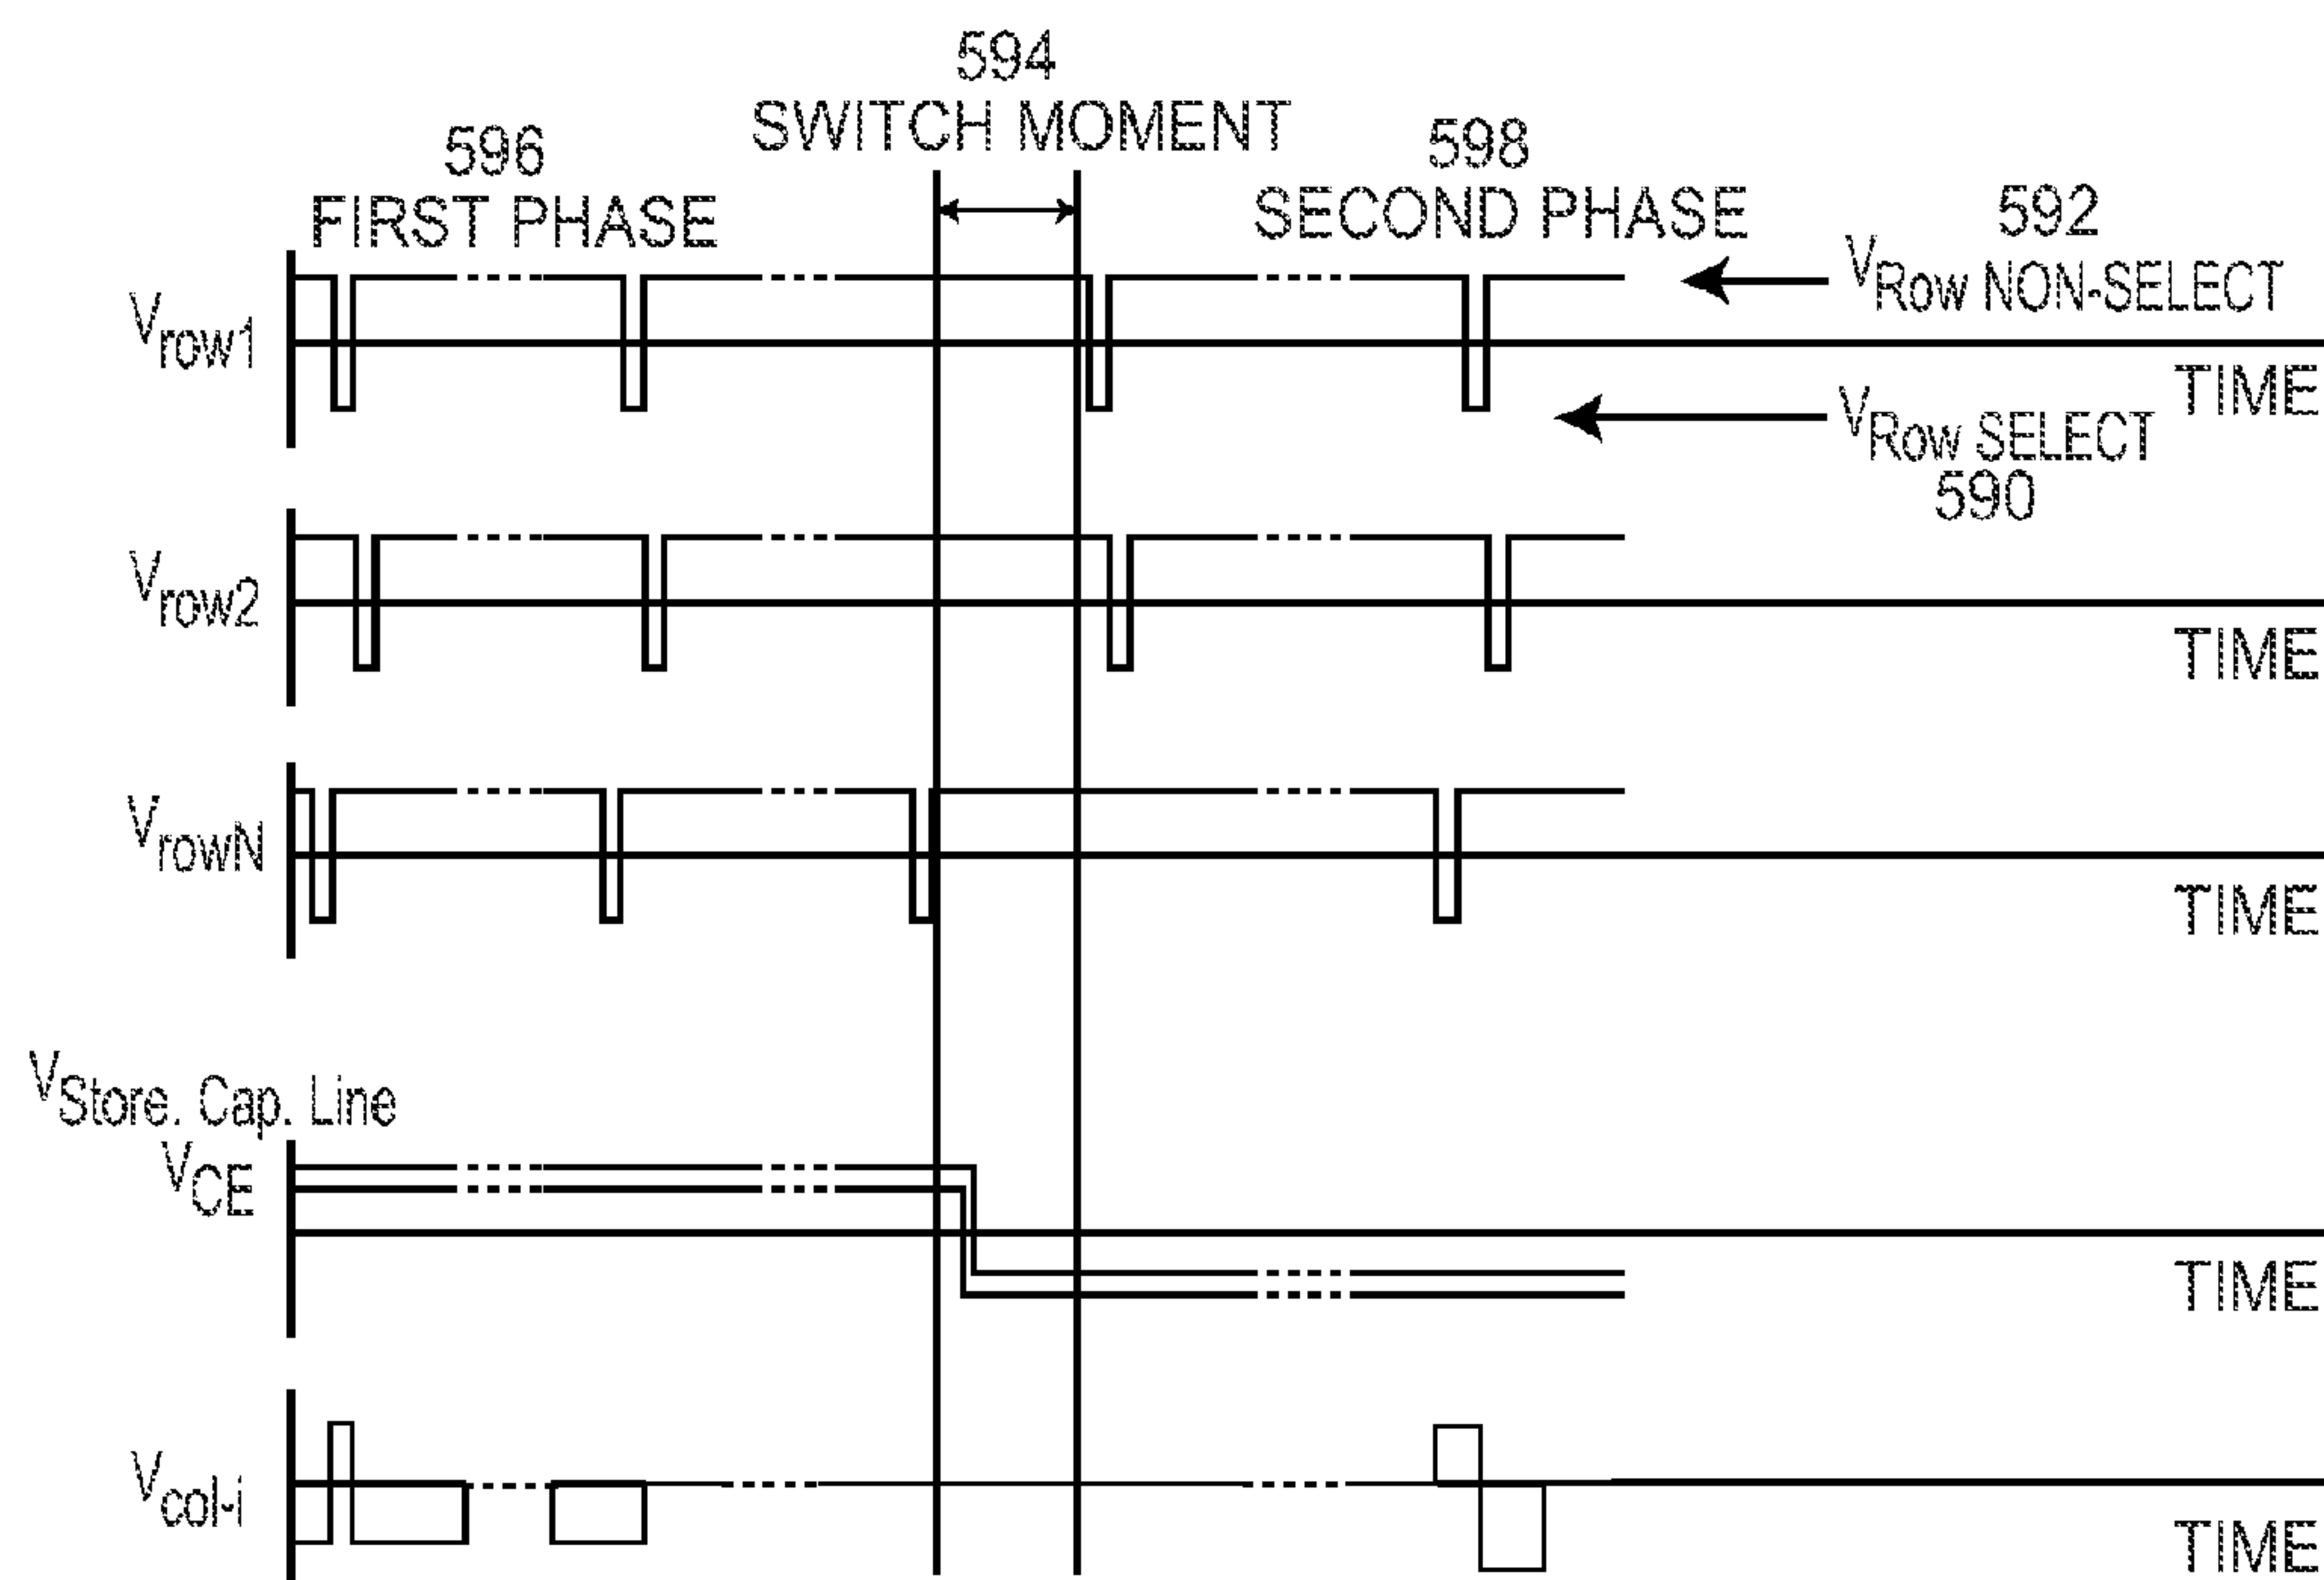 594
SWITCH MOMENT
596
FIRST PHASE
598
SECOND PHASE
592
VRow NON-SELECT
Vrow1
TIME
VRow SELECT
590
Vrow2
TIME
VrowN
TIME
VStore. Cap. Line
VCE
TIME
Vcol-i
TIME